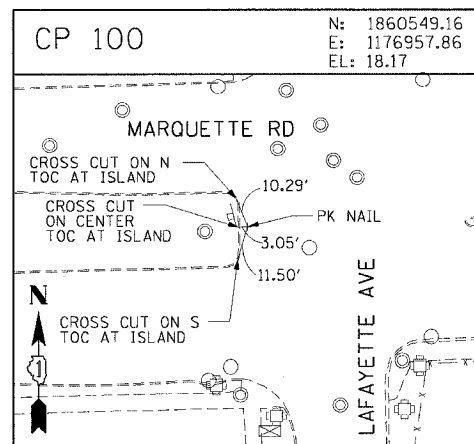 CP 100
N: 1860549.16
E: 1176957.86
EL: 18.17
MARQUETTE RD
CROSS CUT ON N
TOC AT ISLAND
10.29'
CROSS CUT
ON CENTER
TOC AT ISLAND
PK NAIL
3.05'
11.50'
N
1
CROSS CUT ON S
TOC AT ISLAND
LAFAYETTE AVE